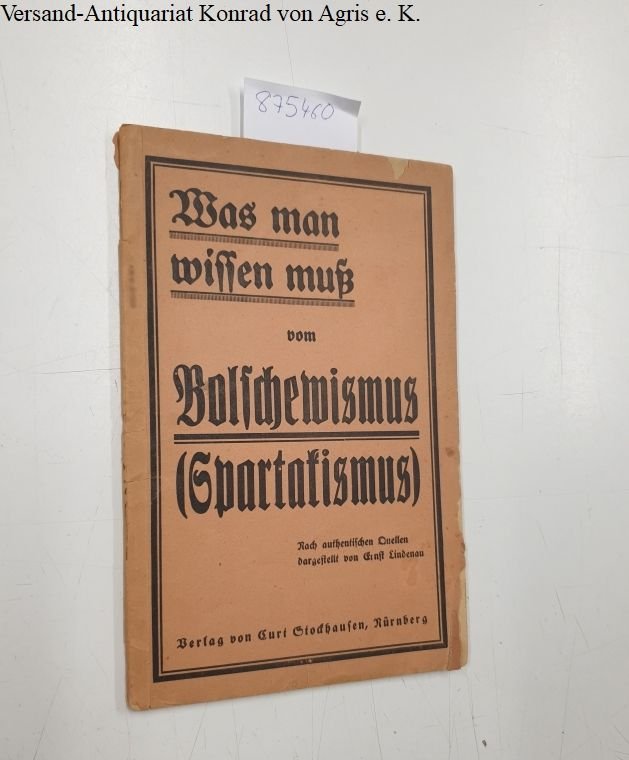 Versand-Antiquariat Konrad von Agris e. K.
875460
Was man
wissen muß
vom
Bolschewismus
(Spartakismus)
Nach authentischen Quellen
dargestellt von Ernst Lindenau
Verlag von Curt Stockhausen, Nürnberg